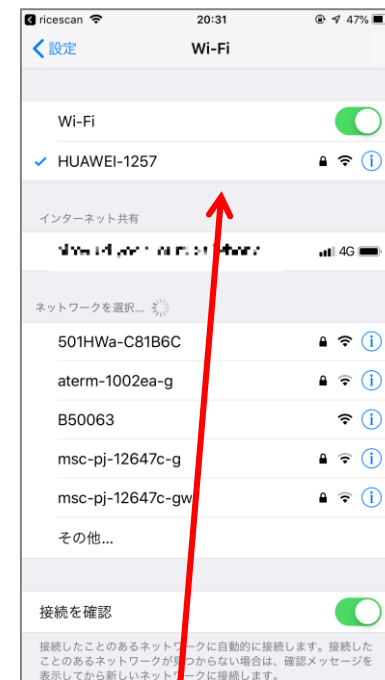 ricescan 20:31 47%
設定 Wi-Fi
Wi-Fi
HUAWEI-1257
インターネット共有
4G
ネットワークを選択...
501HWa-C81B6C
aterm-1002ea-g
B50063
msc-pj-12647c-g
msc-pj-12647c-gw
その他...
接続を確認
接続したことのあるネットワークに自動的に接続します。接続した
ことのあるネットワークが見つからない場合は、確認メッセージを
表示してから新しいネットワークに接続します。